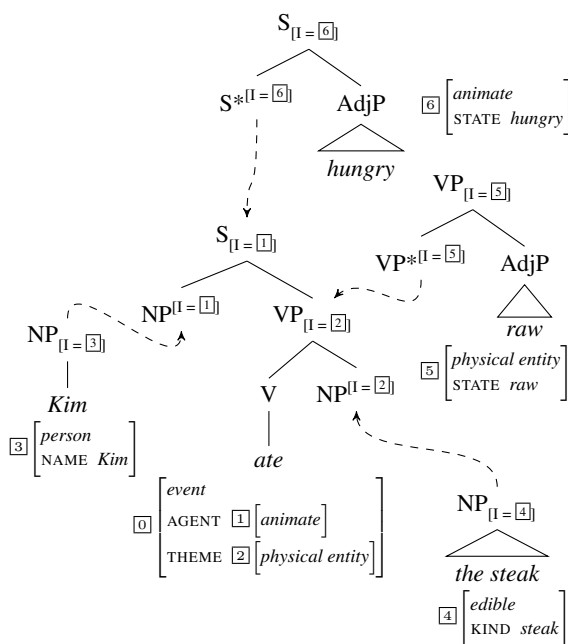 S[I = 6]
S*[I = 6] AdjP
hungry
6 [animate
STATE hungry]
VP[I = 5]
VP*[I = 5] AdjP
raw
5 [physical entity
STATE raw]
S[I = 1]
NP[I = 1] VP[I = 2]
NP[I = 3]
Kim
3 [person
NAME Kim]
V NP[I = 2]
ate
0 [event
AGENT 1 [animate]
THEME 2 [physical entity]]
NP[I = 4]
the steak
4 [edible
KIND steak]